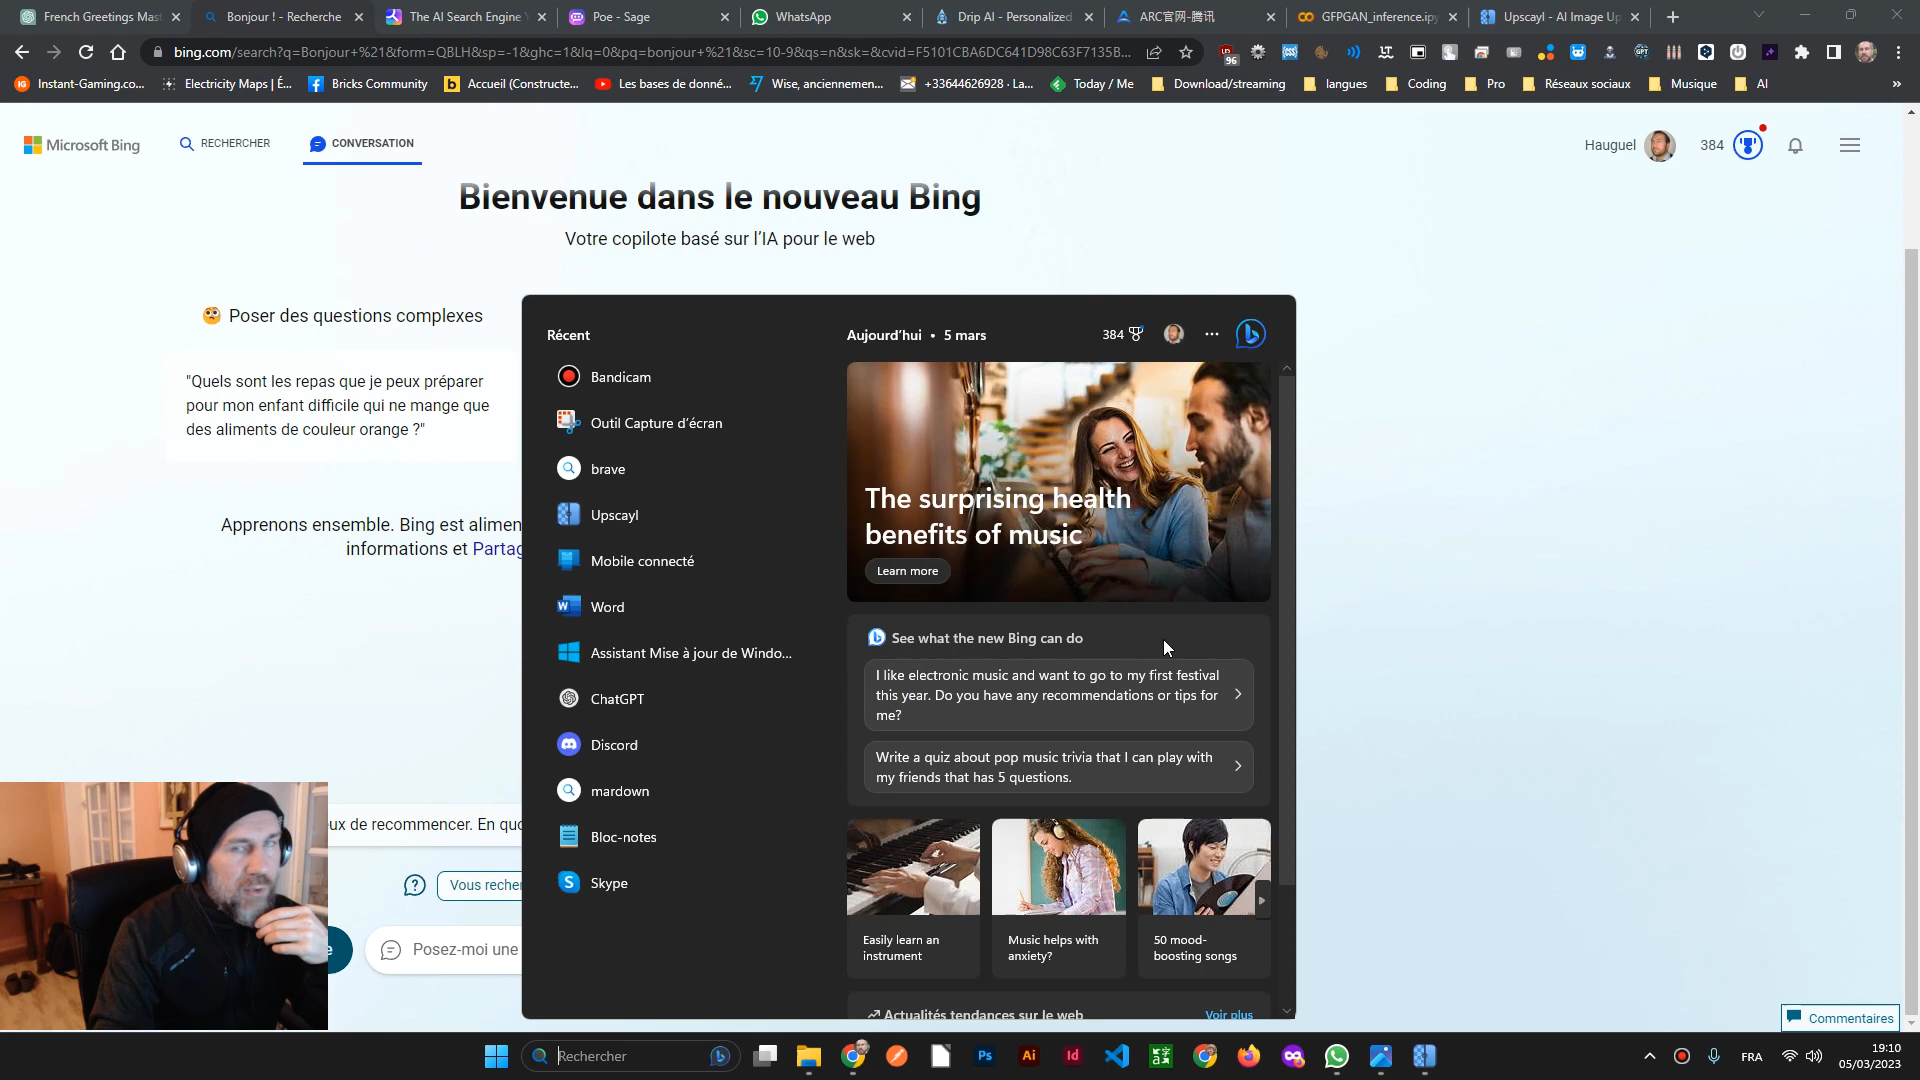 French Greetings Mast
Bonjour ! - Recherche
The AI Search Engine Y
Poe - Sage
WhatsApp
Drip AI - Personalized
ARC官网-腾讯
GFPGAN_inference.ipy
Upscayl - AI Image Up
bing.com/search?q=Bonjour+%21&form=QBLH&sp=-1&ghc=1&lq=0&pq=bonjour+%21&sc=10-9&qs=n&sk=&cvid=F5101CBA6DC641D98C63F7135B...
96
Instant-Gaming.co...
Electricity Maps | É...
Bricks Community
Accueil (Constructe...
Les bases de donné...
Wise, anciennemen...
+33644626928 · La...
Today / Me
Download/streaming
langues
Coding
Pro
Réseaux sociaux
Musique
AI
»
Microsoft Bing
RECHERCHER
CONVERSATION
Hauguel
384
Bienvenue dans le nouveau Bing
Votre copilote basé sur l'IA pour le web
Poser des questions complexes
"Quels sont les repas que je peux préparer
pour mon enfant difficile qui ne mange que
des aliments de couleur orange ?"
Apprenons ensemble. Bing est alimen
informations et Partag
ux de recommencer. En quo
Vous recher
Posez-moi une
Récent
Bandicam
Outil Capture d'écran
brave
Upscayl
Mobile connecté
Word
Assistant Mise à jour de Windo...
ChatGPT
Discord
mardown
Bloc-notes
Skype
Aujourd'hui • 5 mars
384
The surprising health
benefits of music
Learn more
See what the new Bing can do
I like electronic music and want to go to my first festival
this year. Do you have any recommendations or tips for
me?
Write a quiz about pop music trivia that I can play with
my friends that has 5 questions.
Easily learn an
instrument
Music helps with
anxiety?
50 mood-
boosting songs
Actualités tendances sur le web
Voir plus
Commentaires
Rechercher
Ps
Ai
Id
FRA
19:10
05/03/2023